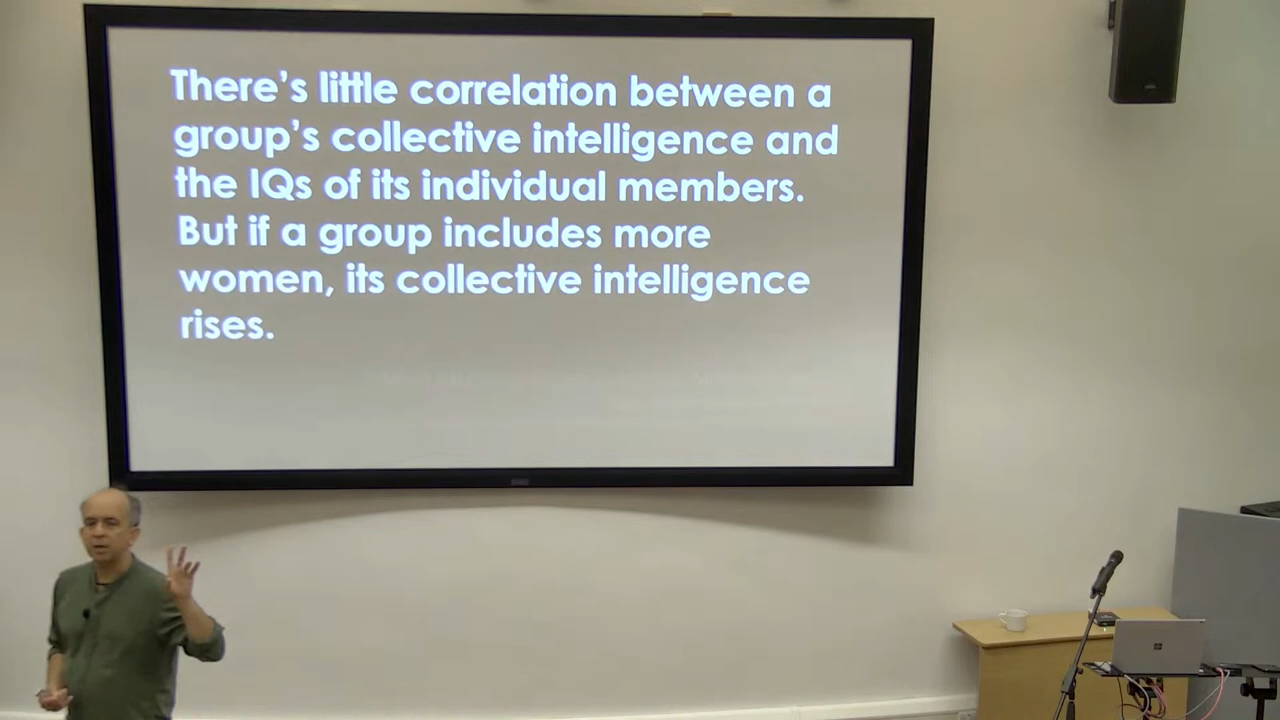 There's little correlation between a
group's collective intelligence and
the IQs of its individual members.
But if a group includes more
women, its collective intelligence
rises.